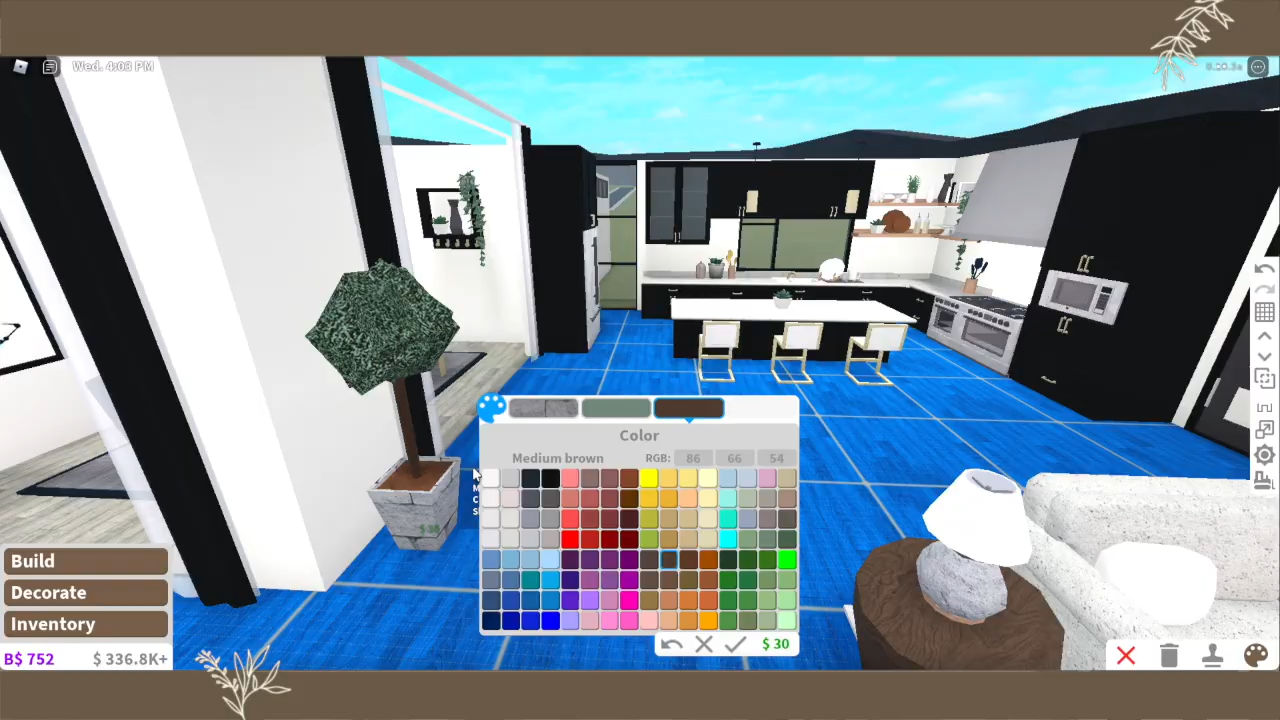 Wed. 4:03 PM
Color
Medium brown RGB: 86 66 54
$ 30
Build
Decorate
Inventory
B$ 752 $ 336.8K+